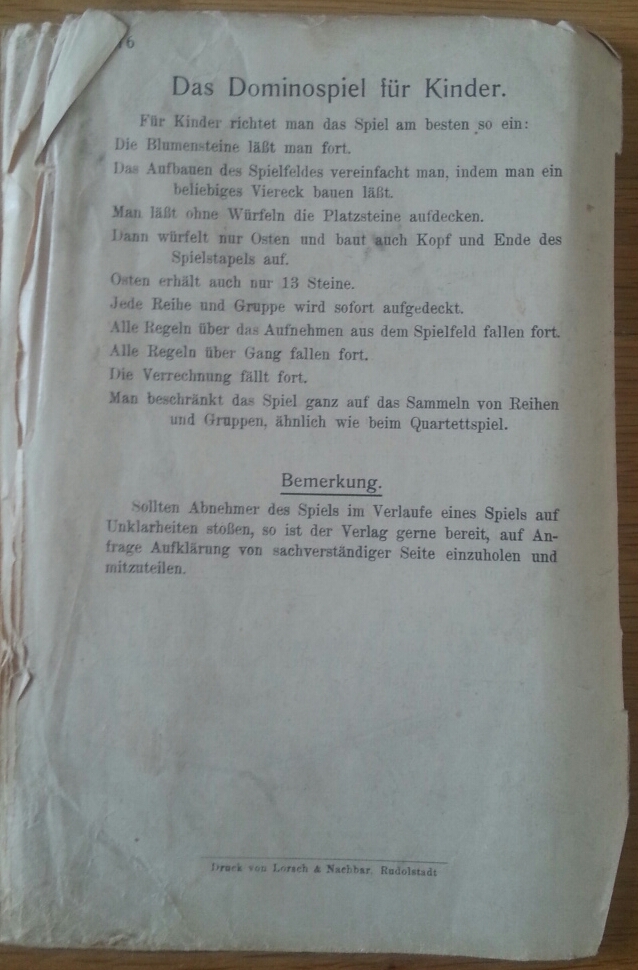 6
Das Dominospiel für Kinder.
Für Kinder richtet man das Spiel am besten so ein:
Die Blumensteine läßt man fort.
Das Aufbauen des Spielfeldes vereinfacht man, indem man ein
beliebiges Viereck bauen läßt.
Man läßt ohne Würfeln die Platzsteine aufdecken.
Dann würfelt nur Osten und baut auch Kopf und Ende des
Spielstapels auf.
Osten erhält auch nur 13 Steine.
Jede Reihe und Gruppe wird sofort aufgedeckt.
Alle Regeln über das Aufnehmen aus dem Spielfeld fallen fort.
Alle Regeln über Gang fallen fort.
Die Verrechnung fällt fort.
Man beschränkt das Spiel ganz auf das Sammeln von Reihen
und Gruppen, ähnlich wie beim Quartettspiel.
Bemerkung.
Sollten Abnehmer des Spiels im Verlaufe eines Spiels auf
Unklarheiten stoßen, so ist der Verlag gerne bereit, auf An-
frage Aufklärung von sachverständiger Seite einzuholen und
mitzuteilen.
Druck von Lorsch & Nachbar, Rudolstadt